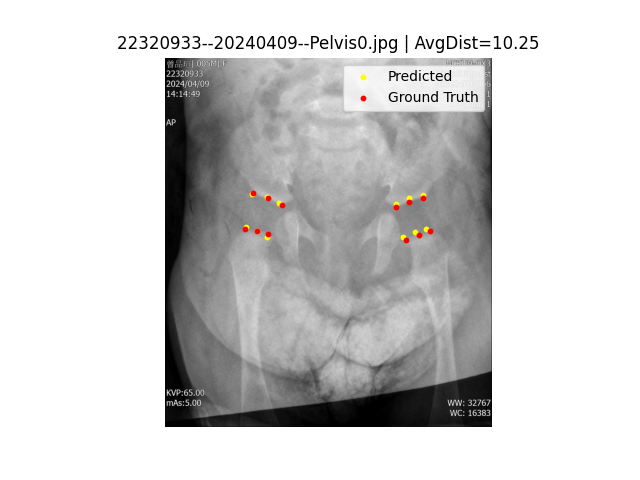 22320933--20240409--Pelvis0.jpg | AvgDist=10.25
Predicted
Ground Truth
005M
22320933
2024/04/09
14:14:49
AP
KVP:65.00
mAs:5.00
WW: 32767
WC: 16383